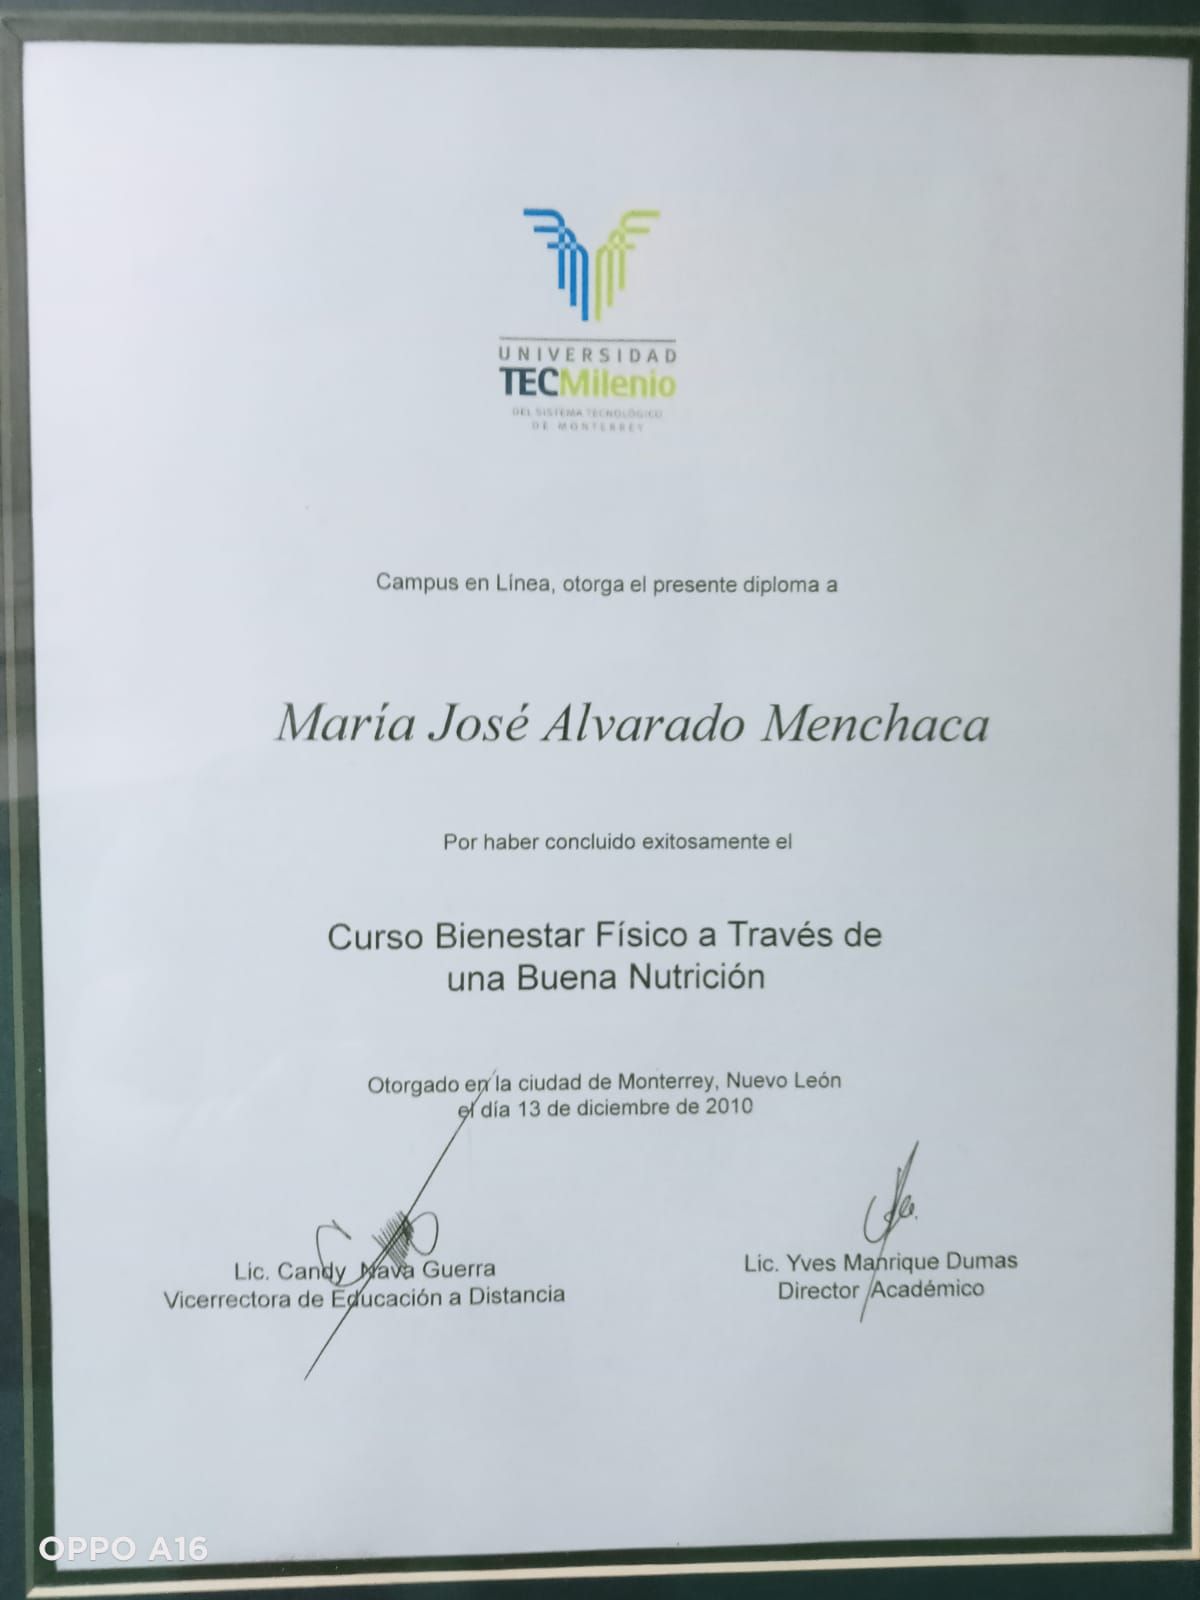 UNIVERSIDAD
TECMilenio
DEL SISTEMA TECNOLÓGICO
DE MONTERREY
Campus en Línea, otorga el presente diploma a
María José Alvarado Menchaca
Por haber concluido exitosamente el
Curso Bienestar Físico a Través de
una Buena Nutrición
Otorgado en la ciudad de Monterrey, Nuevo León
el día 13 de diciembre de 2010
Lic. Candy Nava Guerra
Vicerrectora de Educación a Distancia
Lic. Yves Manrique Dumas
Director Académico
OPPO A16